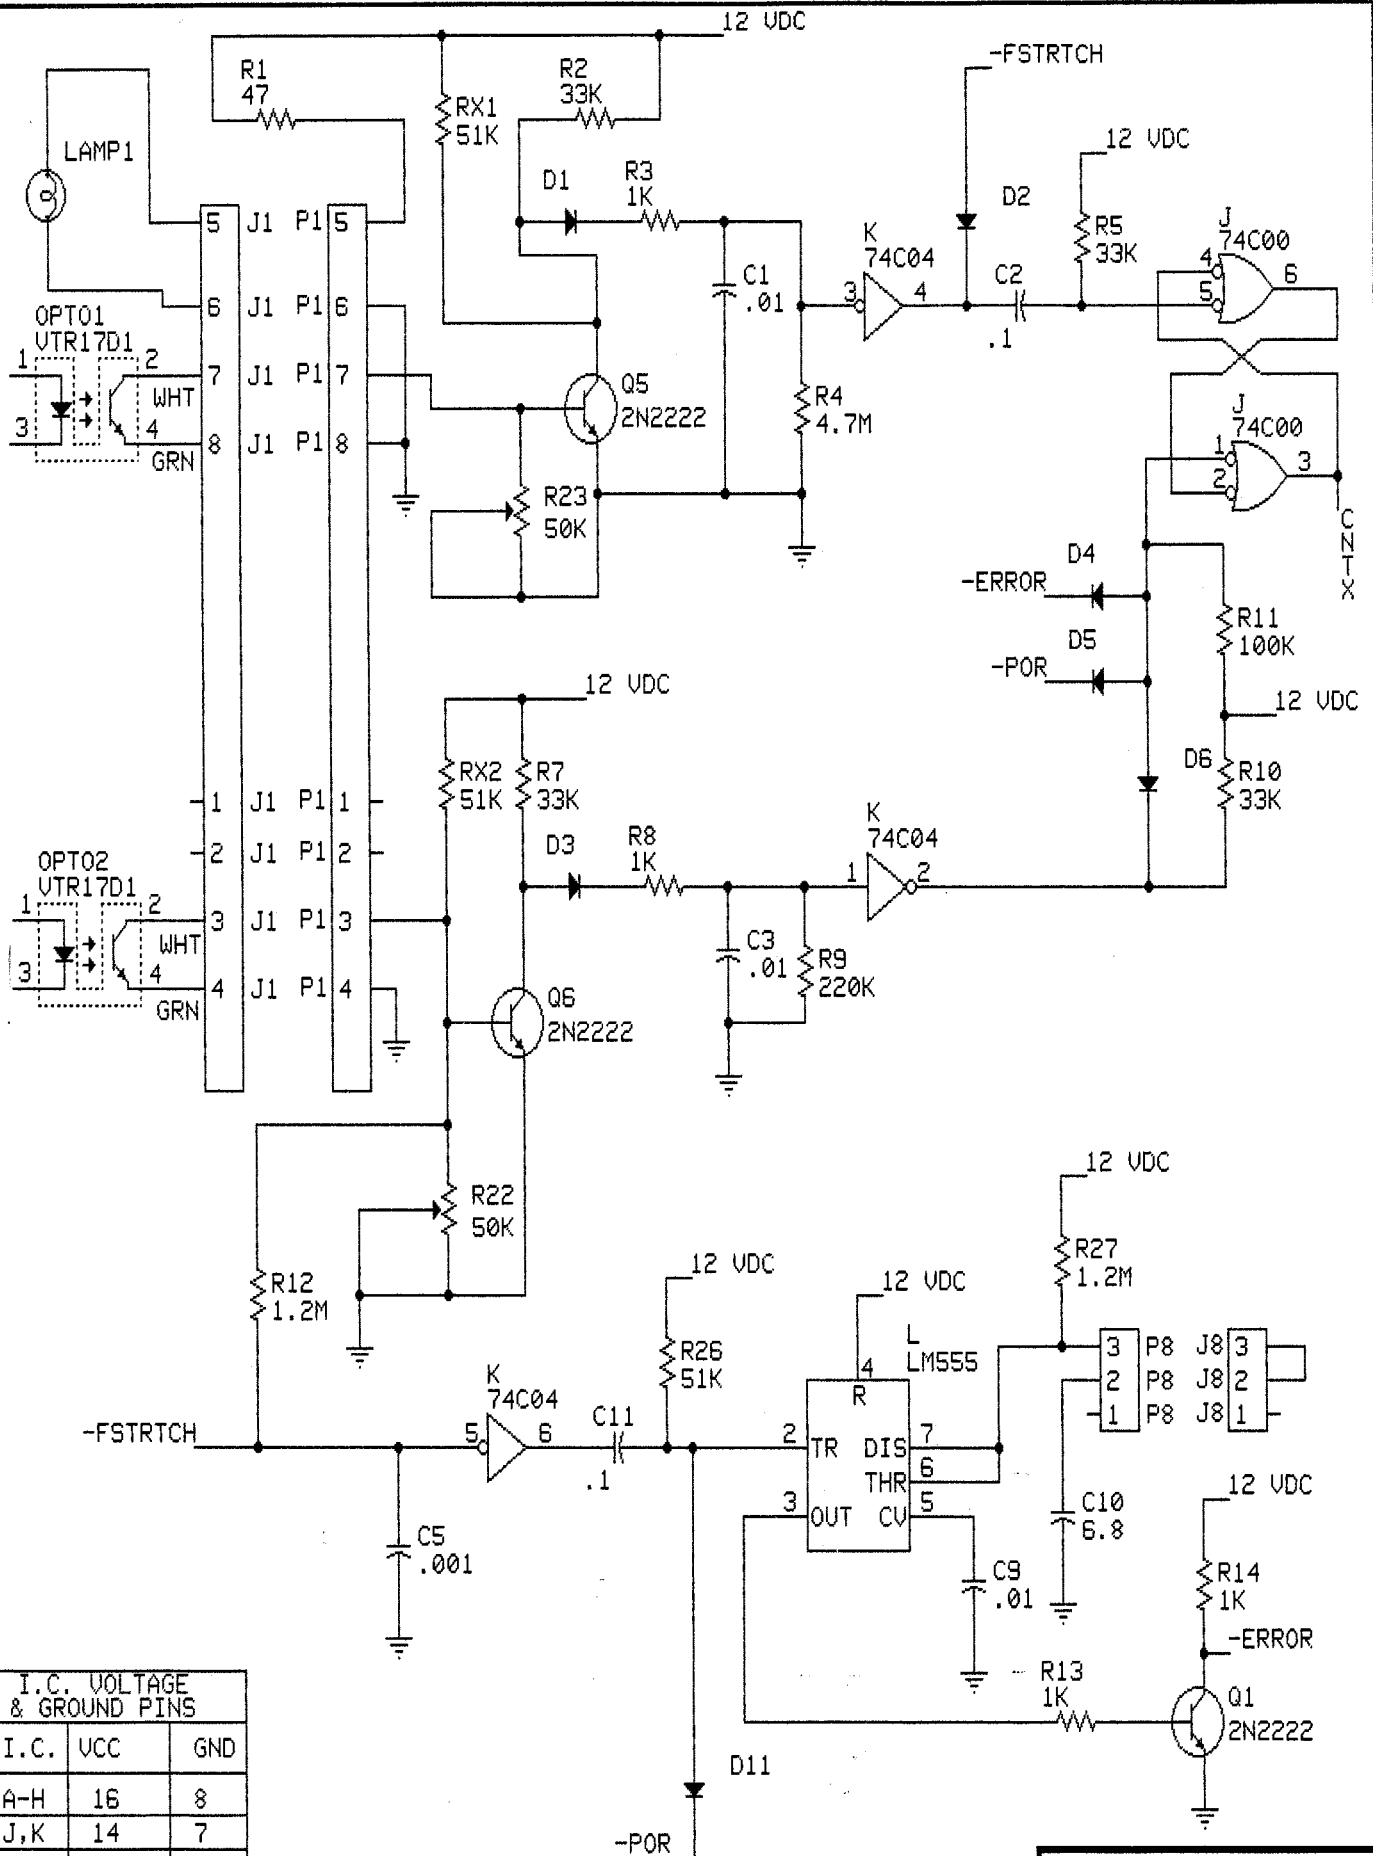 12 VDC
-FSTRTCH
R1
47
R2
33K
RX1
51K
12 VDC
LAMP1
D1
R3
1K
D2
R5
33K
J
74C00
K
74C04
5 J1 P1 5
4 6
5
C1
.01
C2
.1
3 4
6 J1 P1 6
OPTO1
VTR17D1
1 2
7 J1 P1 7
WHT
3 4
8 J1 P1 8
GRN
Q5
2N2222
R4
4.7M
J
74C00
1 3
2
R23
50K
CNTX
D4
-ERROR
R11
100K
D5
-POR
12 VDC
12 VDC
RX2
51K
R7
33K
D6
R10
33K
1 J1 P1 1
K
74C04
D3
R8
1K
2 J1 P1 2
1 2
OPTO2
VTR17D1
1 2
3 J1 P1 3
WHT
C3
.01
R9
220K
3 4
4 J1 P1 4
GRN
Q6
2N2222
12 VDC
R22
50K
R27
1.2M
12 VDC
12 VDC
R12
1.2M
L
LM555
R26
51K
4
R
3 P8 J8 3
2 P8 J8 2
1 P8 J8 1
K
74C04
C11
.1
-FSTRTCH
5 6
2 TR DIS 7
THR 6
3 OUT CV 5
12 VDC
C10
6.8
C5
.001
C9
.01
R14
1K
-ERROR
R13
1K
Q1
2N2222
I.C. VOLTAGE
& GROUND PINS
I.C. VCC GND
A-H 16 8
J,K 14 7
D11
-POR